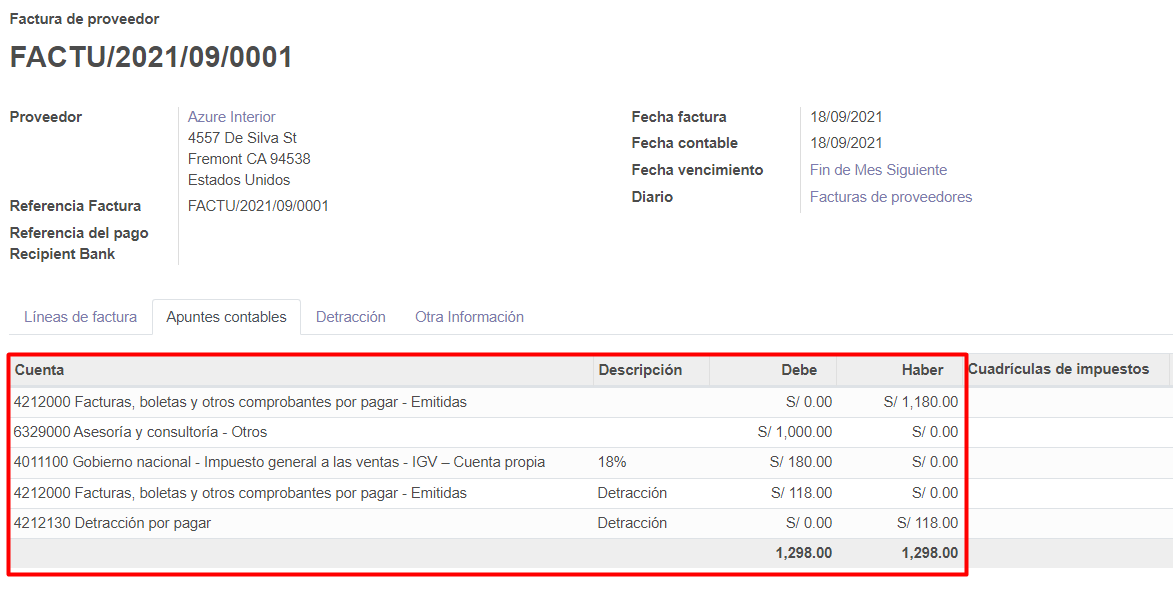 Factura de proveedor
FACTU/2021/09/0001
Proveedor Azure Interior
4557 De Silva St
Fremont CA 94538
Estados Unidos
Referencia Factura FACTU/2021/09/0001
Referencia del pago
Recipient Bank
Fecha factura 18/09/2021
Fecha contable 18/09/2021
Fecha vencimiento Fin de Mes Siguiente
Diario Facturas de proveedores
Líneas de factura Apuntes contables Detracción Otra Información
Cuenta Descripción Debe Haber Cuadrículas de impuestos
4212000 Facturas, boletas y otros comprobantes por pagar - Emitidas S/ 0.00 S/ 1,180.00
6329000 Asesoría y consultoría - Otros S/ 1,000.00 S/ 0.00
4011100 Gobierno nacional - Impuesto general a las ventas - IGV – Cuenta propia 18% S/ 180.00 S/ 0.00
4212000 Facturas, boletas y otros comprobantes por pagar - Emitidas Detracción S/ 118.00 S/ 0.00
4212130 Detracción por pagar Detracción S/ 0.00 S/ 118.00
1,298.00 1,298.00